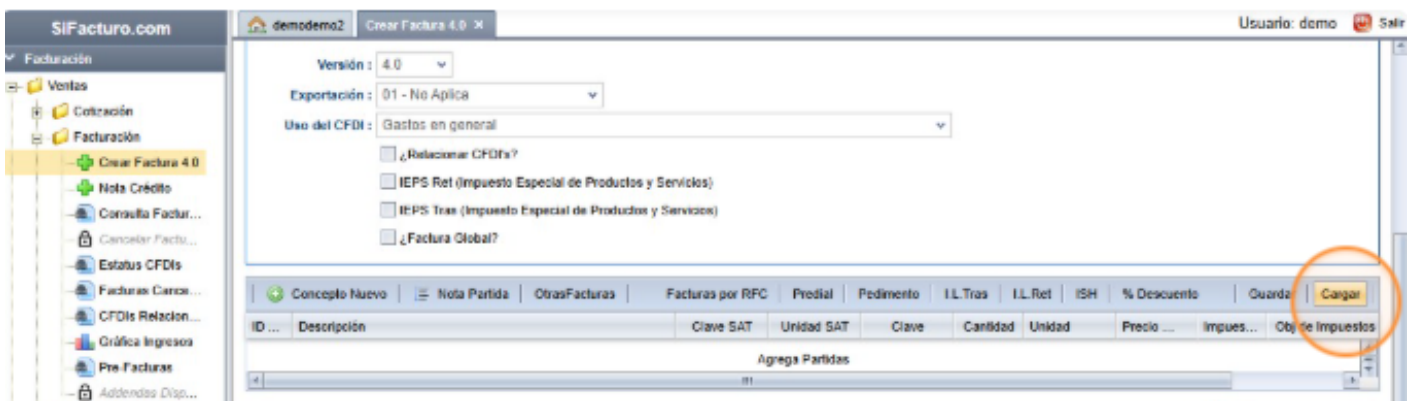 SiFacturo.com
demodemo2
Crear Factura 4.0 ×
Usuario: demo
Salir
Facturación
Ventas
Cotización
Facturación
Crear Factura 4.0
Nota Crédito
Consulta Factur...
Cancelar Factu...
Estatus CFDIs
Facturas Cance...
CFDIs Relacion...
Gráfica Ingresos
Pre-Facturas
Addendas Disp...
Versión : 4.0
Exportación : 01 - No Aplica
Uso del CFDI : Gastos en general
¿Relacionar CFDI's?
IEPS Ret (Impuesto Especial de Productos y Servicios)
IEPS Tras (Impuesto Especial de Productos y Servicios)
¿Factura Global?
Concepto Nuevo Nota Partida OtrasFacturas Facturas por RFC Predial Pedimento I.L.Tras I.L.Ret ISH % Descuento Guardar Cargar
ID ... Descripción Clave SAT Unidad SAT Clave Cantidad Unidad Precio ... Impues... Obj de Impuestos
Agrega Partidas